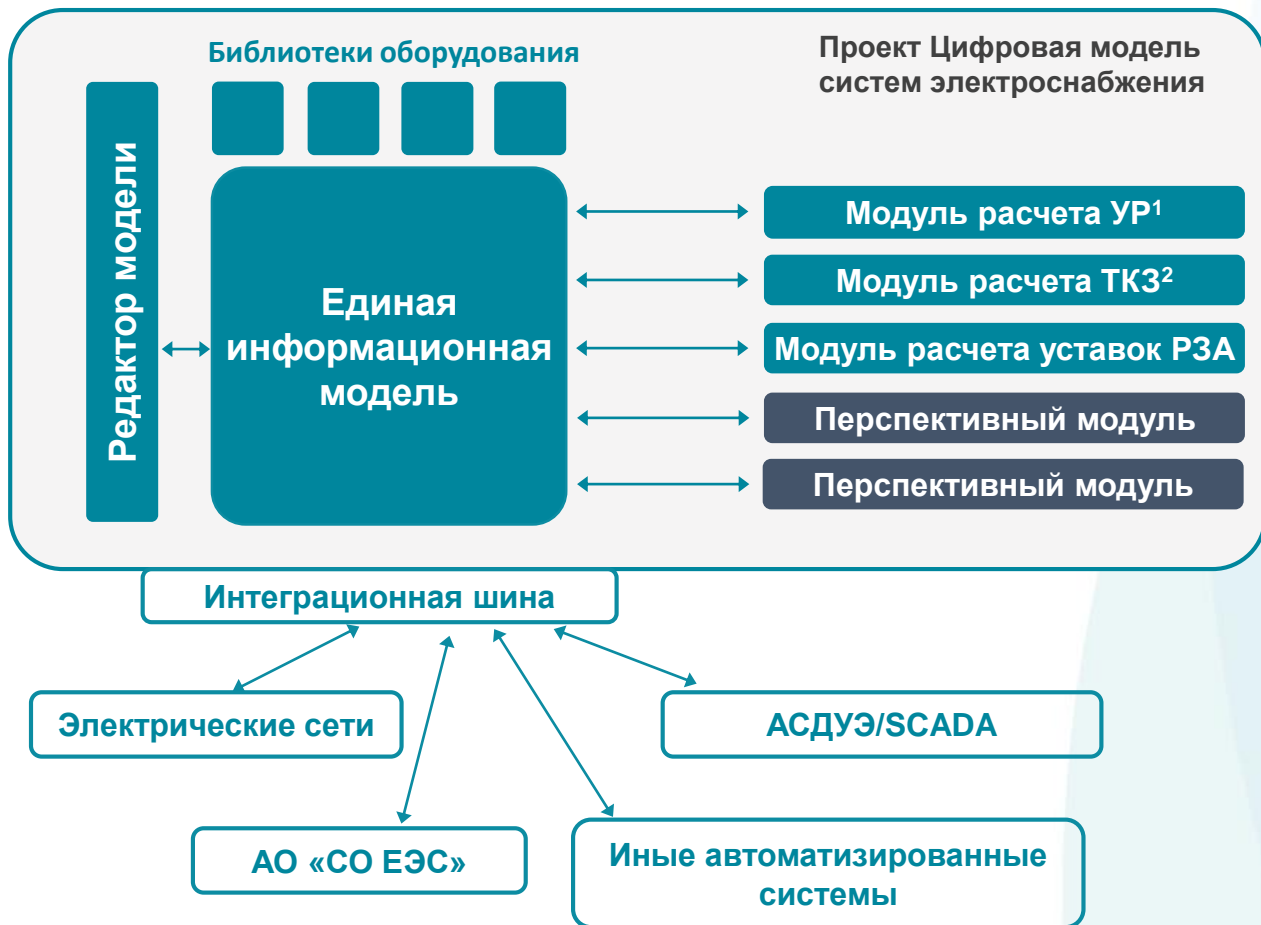 Библиотеки оборудования
Проект Цифровая модель
систем электроснабжения
Редактор модели
Единая
информационная
модель
Модуль расчета УР¹
Модуль расчета ТКЗ²
Модуль расчета уставок РЗА
Перспективный модуль
Перспективный модуль
Интеграционная шина
Электрические сети
АСДУЭ/SCADA
АО «СО ЕЭС»
Иные автоматизированные
системы